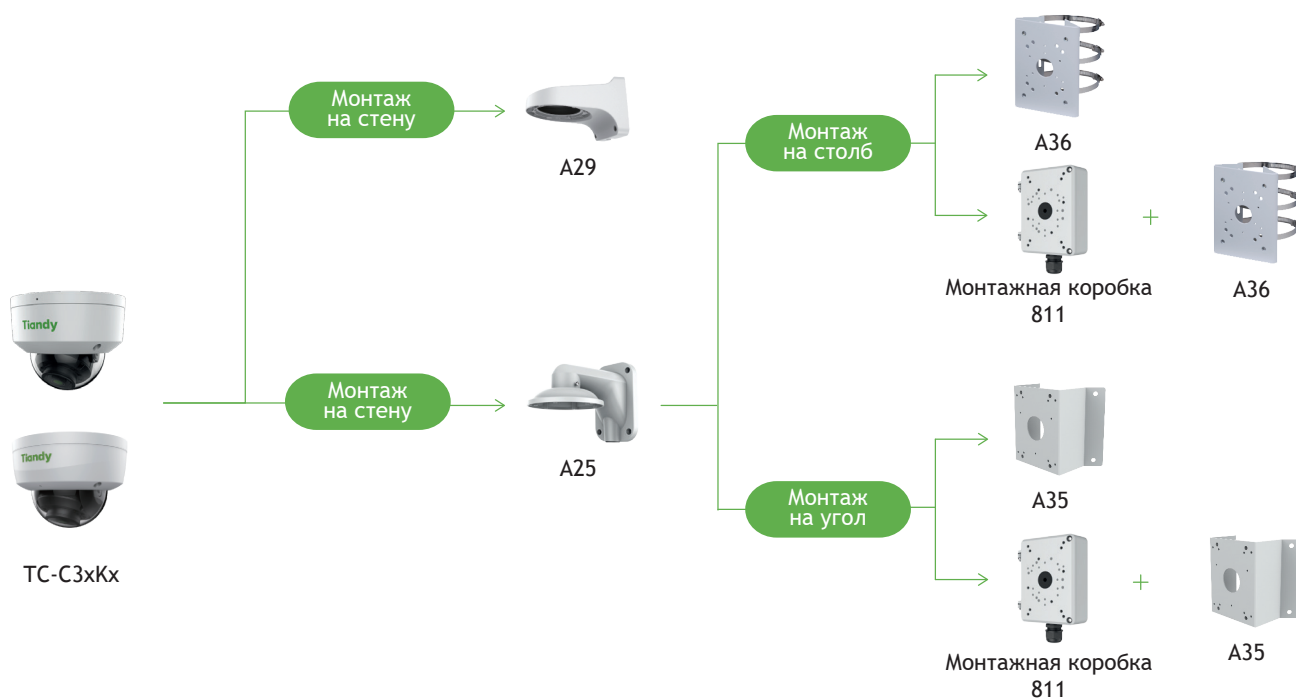 Монтаж
на стену
A29
Монтаж
на столб
A36
+
Монтажная коробка
811
A36
Tiandy
Tiandy
TC-C3xKx
Монтаж
на стену
A25
Монтаж
на угол
A35
+
Монтажная коробка
811
A35